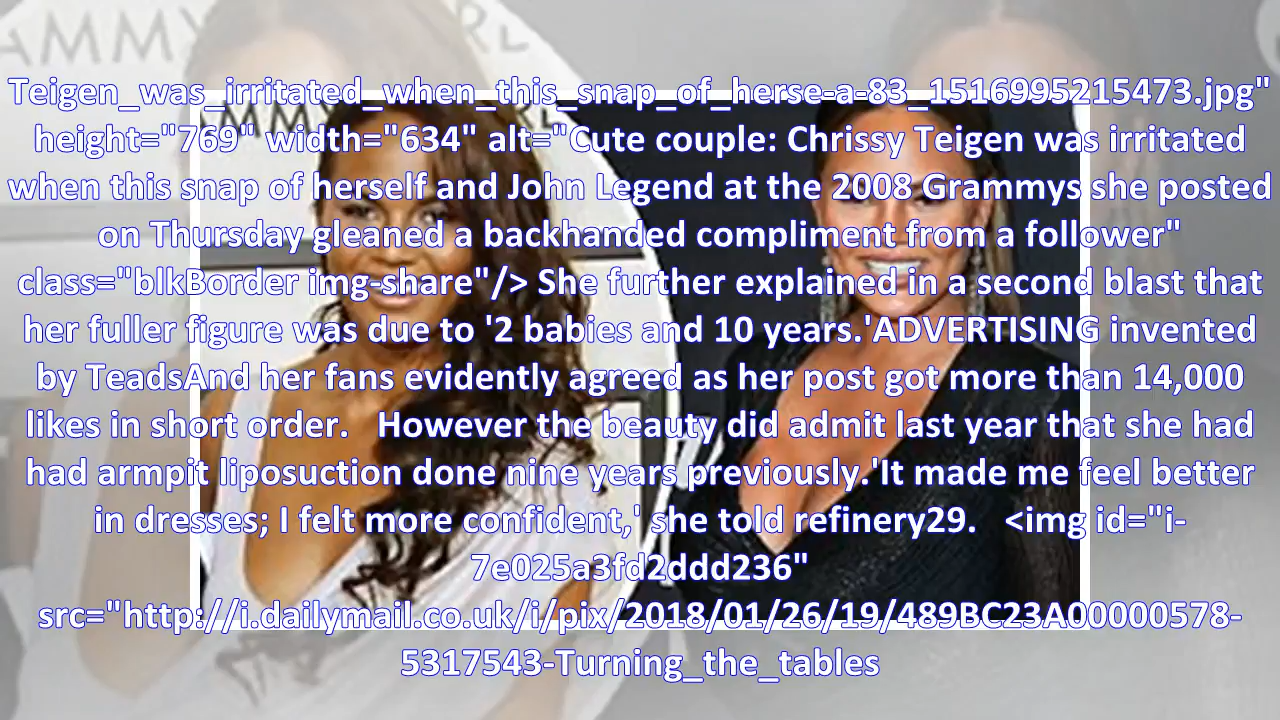 AMMY
RL
MMY
RL
Teigen_was_irritated_when_this_snap_of_herse-a-83_1516995215473.jpg"
height="769" width="634" alt="Cute couple: Chrissy Teigen was irritated
when this snap of herself and John Legend at the 2008 Grammys she posted
on Thursday gleaned a backhanded compliment from a follower"
class="blkBorder img-share"/> She further explained in a second blast that
her fuller figure was due to '2 babies and 10 years.'ADVERTISING invented
by TeadsAnd her fans evidently agreed as her post got more than 14,000
likes in short order.   However the beauty did admit last year that she had
had armpit liposuction done nine years previously.'It made me feel better
in dresses; I felt more confident,' she told refinery29.   <img id="i-
7e025a3fd2ddd236"
src="http://i.dailymail.co.uk/i/pix/2018/01/26/19/489BC23A00000578-
5317543-Turning_the_tables